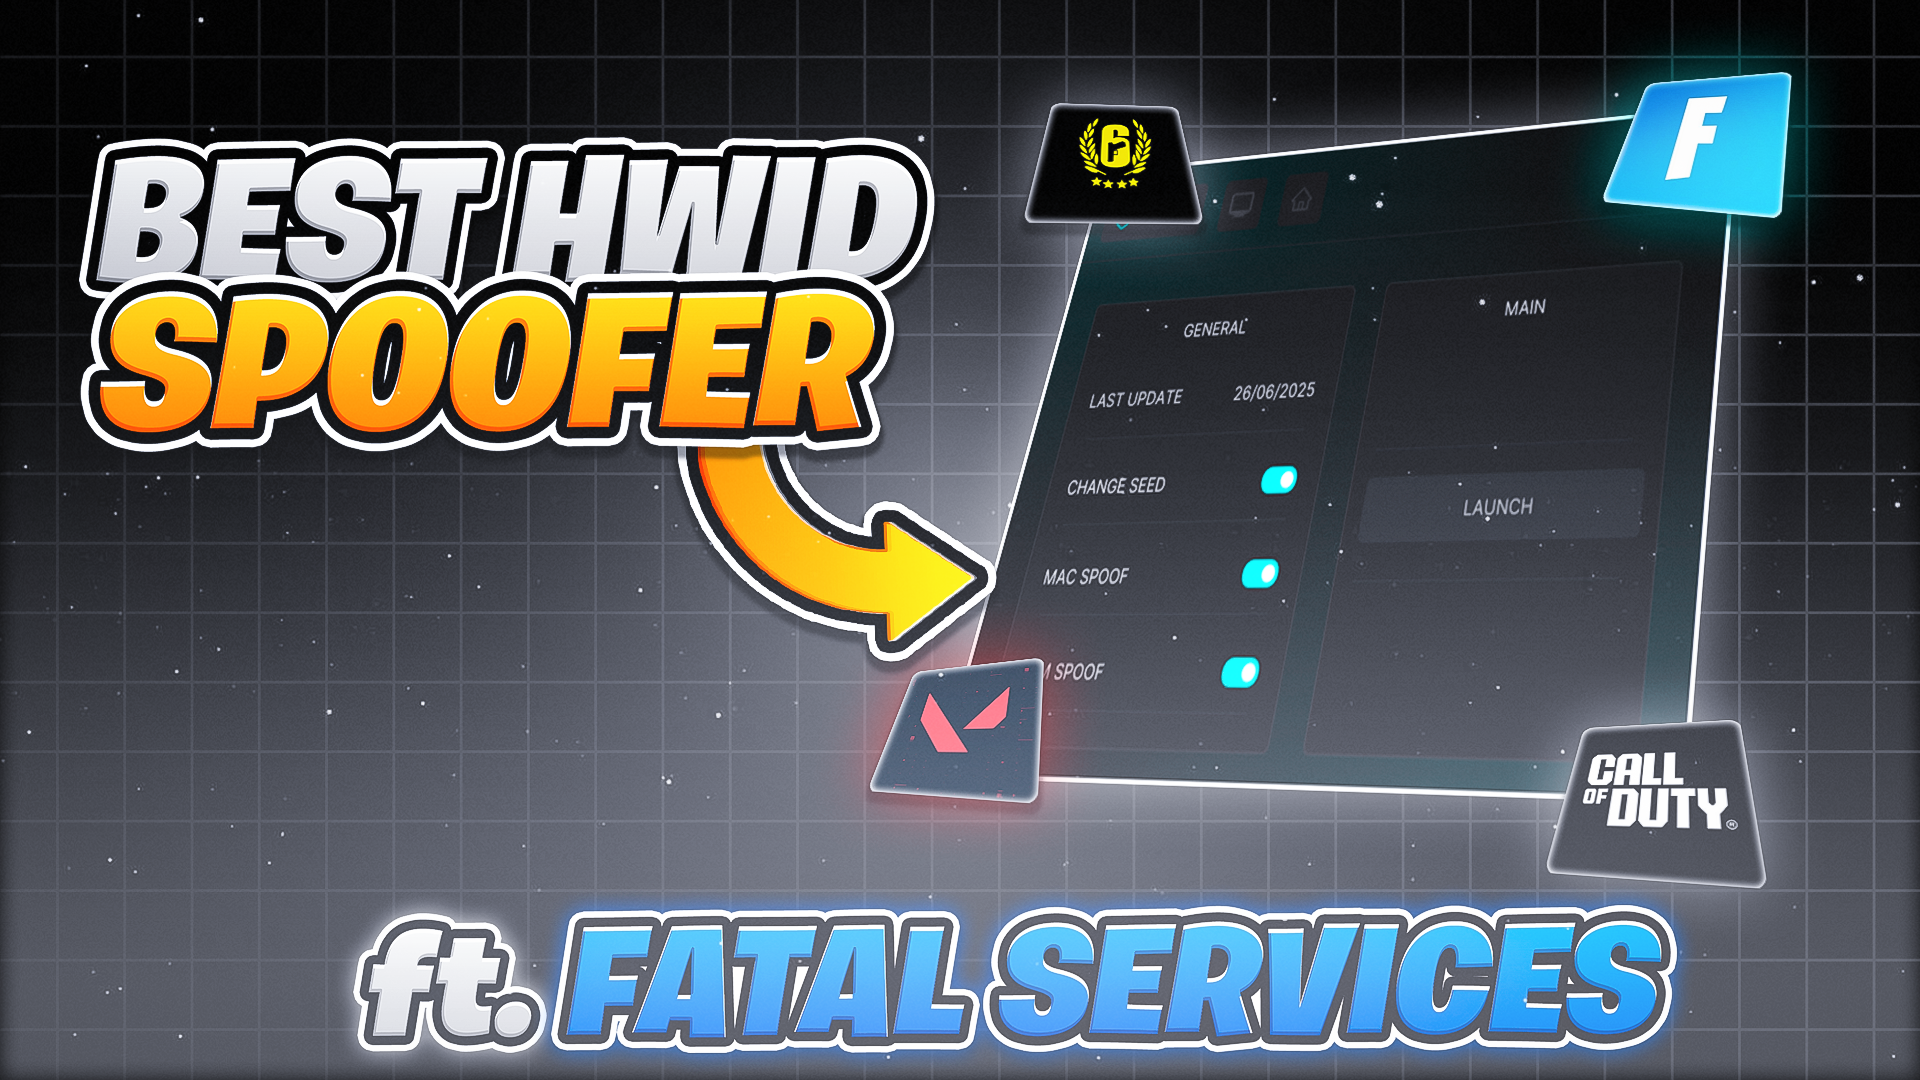 BEST HWID
SPOOFER
6
F
GENERAL
MAIN
LAST UPDATE 26/06/2025
CHANGE SEED
LAUNCH
MAC SPOOF
SPOOF
CALL
OF DUTY®
ft. FATAL SERVICES